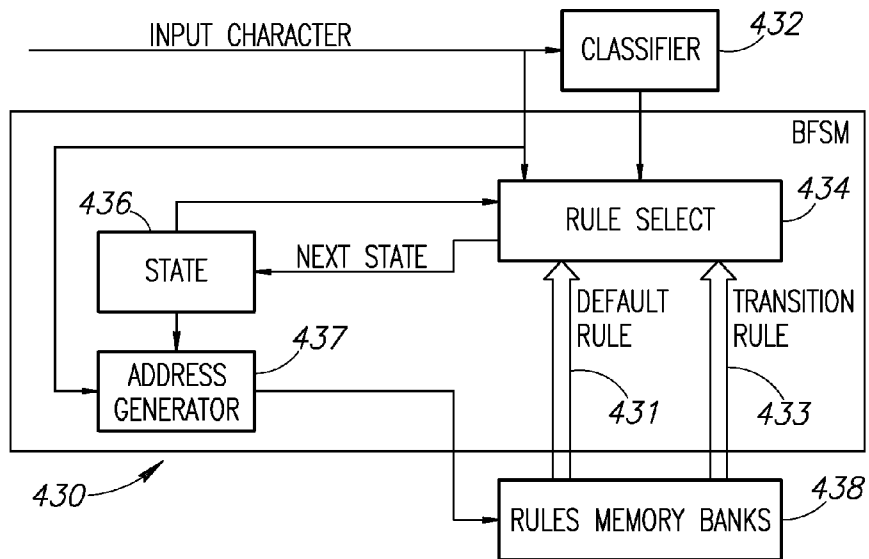 INPUT CHARACTER
432
CLASSIFIER
BFSM
436
434
RULE SELECT
STATE
NEXT STATE
DEFAULT
RULE
TRANSITION
RULE
437
ADDRESS
GENERATOR
431
433
430
438
RULES MEMORY BANKS